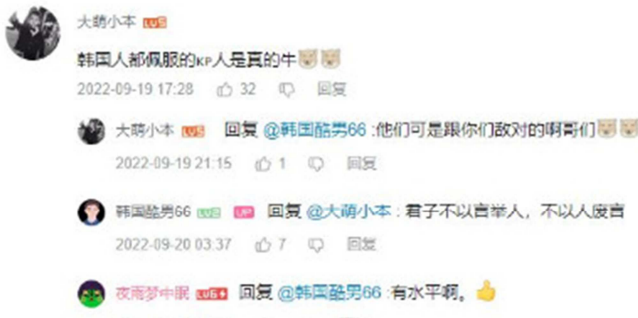 大萌小本 LV5
韩国人都佩服的KP人是真的牛
2022-09-19 17:28 32 回复
大萌小本 LV5 回复 @韩国酷男66 :他们可是跟你们敌对的啊哥们
2022-09-19 21:15 1 回复
韩国酷男66 LV2 UP 回复 @大萌小本 : 君子不以言举人，不以人废言
2022-09-20 03:37 7 回复
夜雨梦中眠 LV6 回复 @韩国酷男66 :有水平啊。